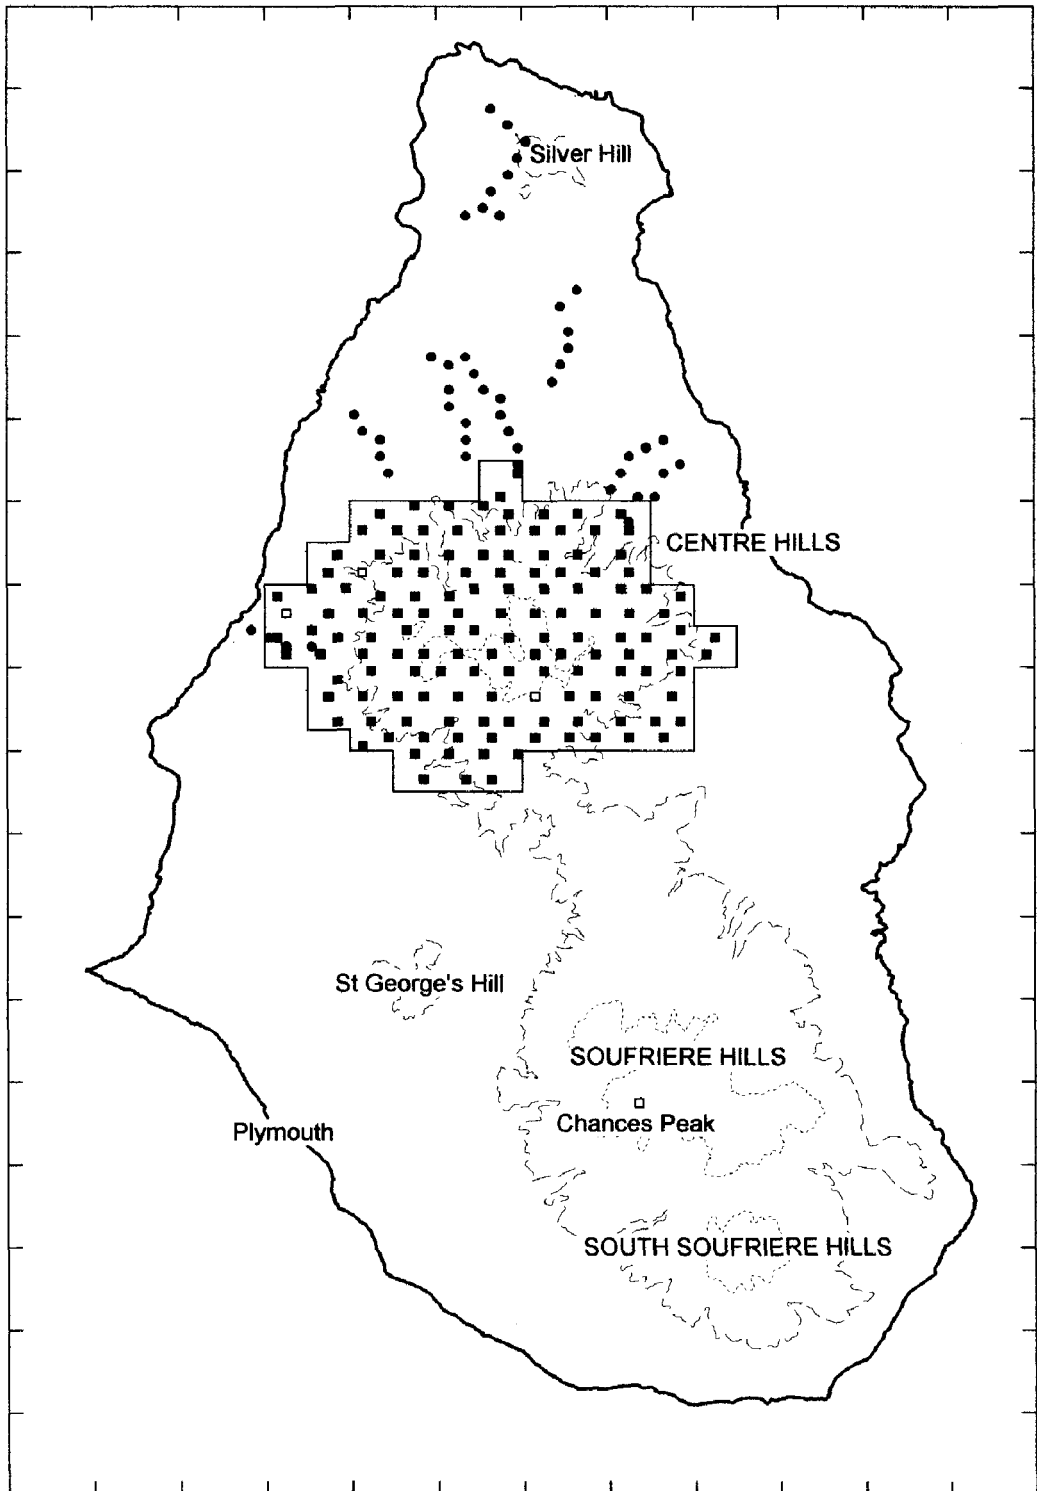 Silver Hill
CENTRE HILLS
St George's Hill
SOUFRIERE HILLS
Chances Peak
Plymouth
SOUTH SOUFRIERE HILLS